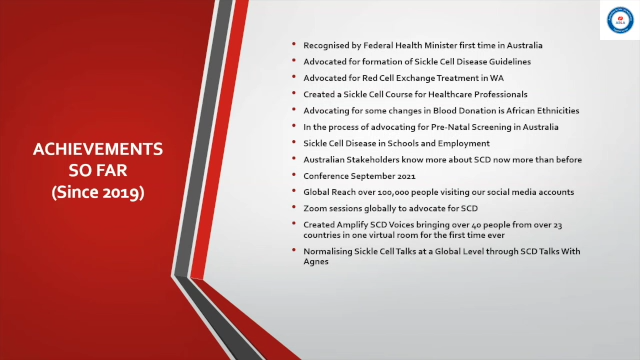 ACHIEVEMENTS
SO FAR
(Since 2019)
• Recognised by Federal Health Minister first time in Australia
• Advocated for formation of Sickle Cell Disease Guidelines
• Advocated for Red Cell Exchange Treatment in WA
• Created a Sickle Cell Course for Healthcare Professionals
• Advocating for some changes in Blood Donation is African Ethnicities
• In the process of advocating for Pre-Natal Screening in Australia
• Sickle Cell Disease in Schools and Employment
• Australian Stakeholders know more about SCD now more than before
• Conference September 2021
• Global Reach over 100,000 people visiting our social media accounts
• Zoom sessions globally to advocate for SCD
• Created Amplify SCD Voices bringing over 40 people from over 23
countries in one virtual room for the first time ever
• Normalising Sickle Cell Talks at a Global Level through SCD Talks With
Agnes